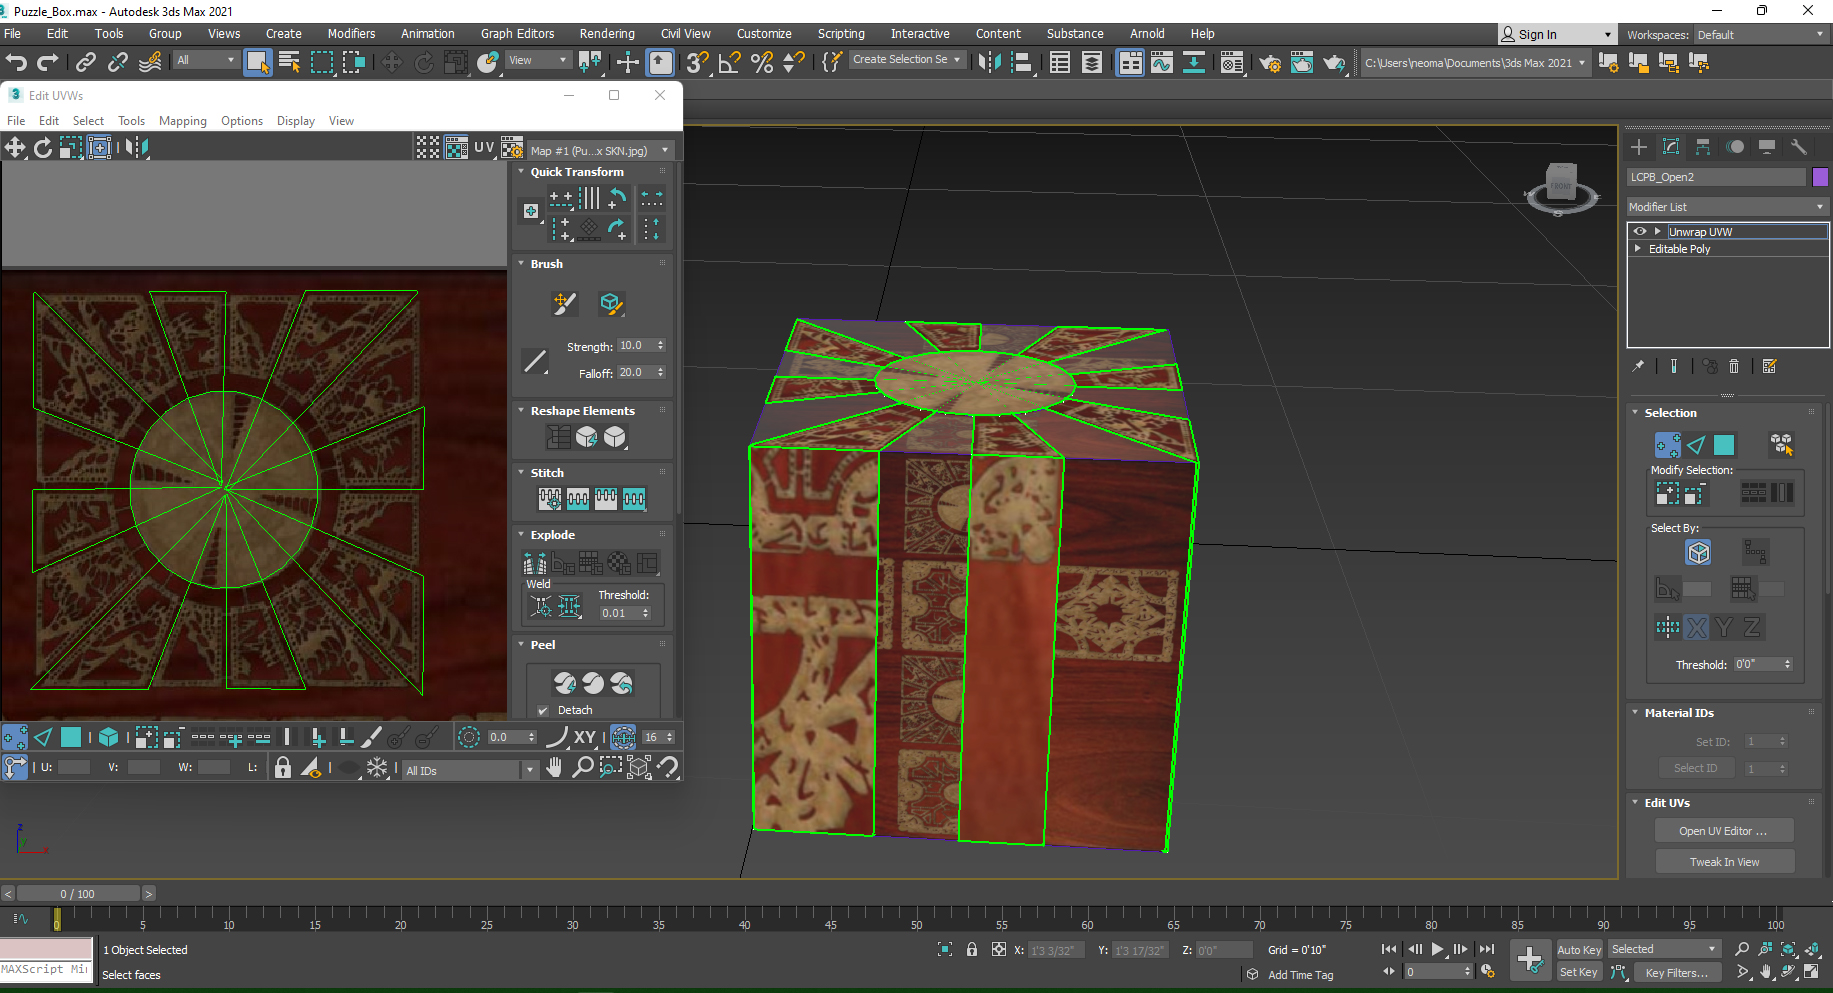 Puzzle_Box.max - Autodesk 3ds Max 2021
File Edit Tools Group Views Create Modifiers Animation Graph Editors Rendering Civil View Customize Scripting Interactive Content Substance Arnold Help
Sign In
Workspaces: Default
All
View
Create Selection Se
C:\Users\neoma\Documents\3ds Max 2021
Edit UVWs
File Edit Select Tools Mapping Options Display View
UV
Map #1 (Pu...x SKN.jpg)
Quick Transform
Brush
Strength: 10.0
Falloff: 20.0
Reshape Elements
Stitch
Explode
Weld
Threshold:
0.01
Peel
Detach
0.0
XY
16
U: V: W: L:
All IDs
FRONT
LCPB_Open2
Modifier List
Unwrap UVW
Editable Poly
Selection
Modify Selection:
Select By:
X Y Z
Threshold: 0'0"
Material IDs
Set ID: 1
Select ID 1
Edit UVs
Open UV Editor ...
Tweak In View
z
x
< 0 / 100 >
0 5 10 15 20 25 30 35 40 45 50 55 60 65 70 75 80 85 90 95 100
1 Object Selected
MAXScript Mi
Select faces
X: 1'3 3/32" Y: 1'3 17/32" Z: 0'0" Grid = 0'10"
Add Time Tag
0
Auto Key Selected
Set Key Key Filters...